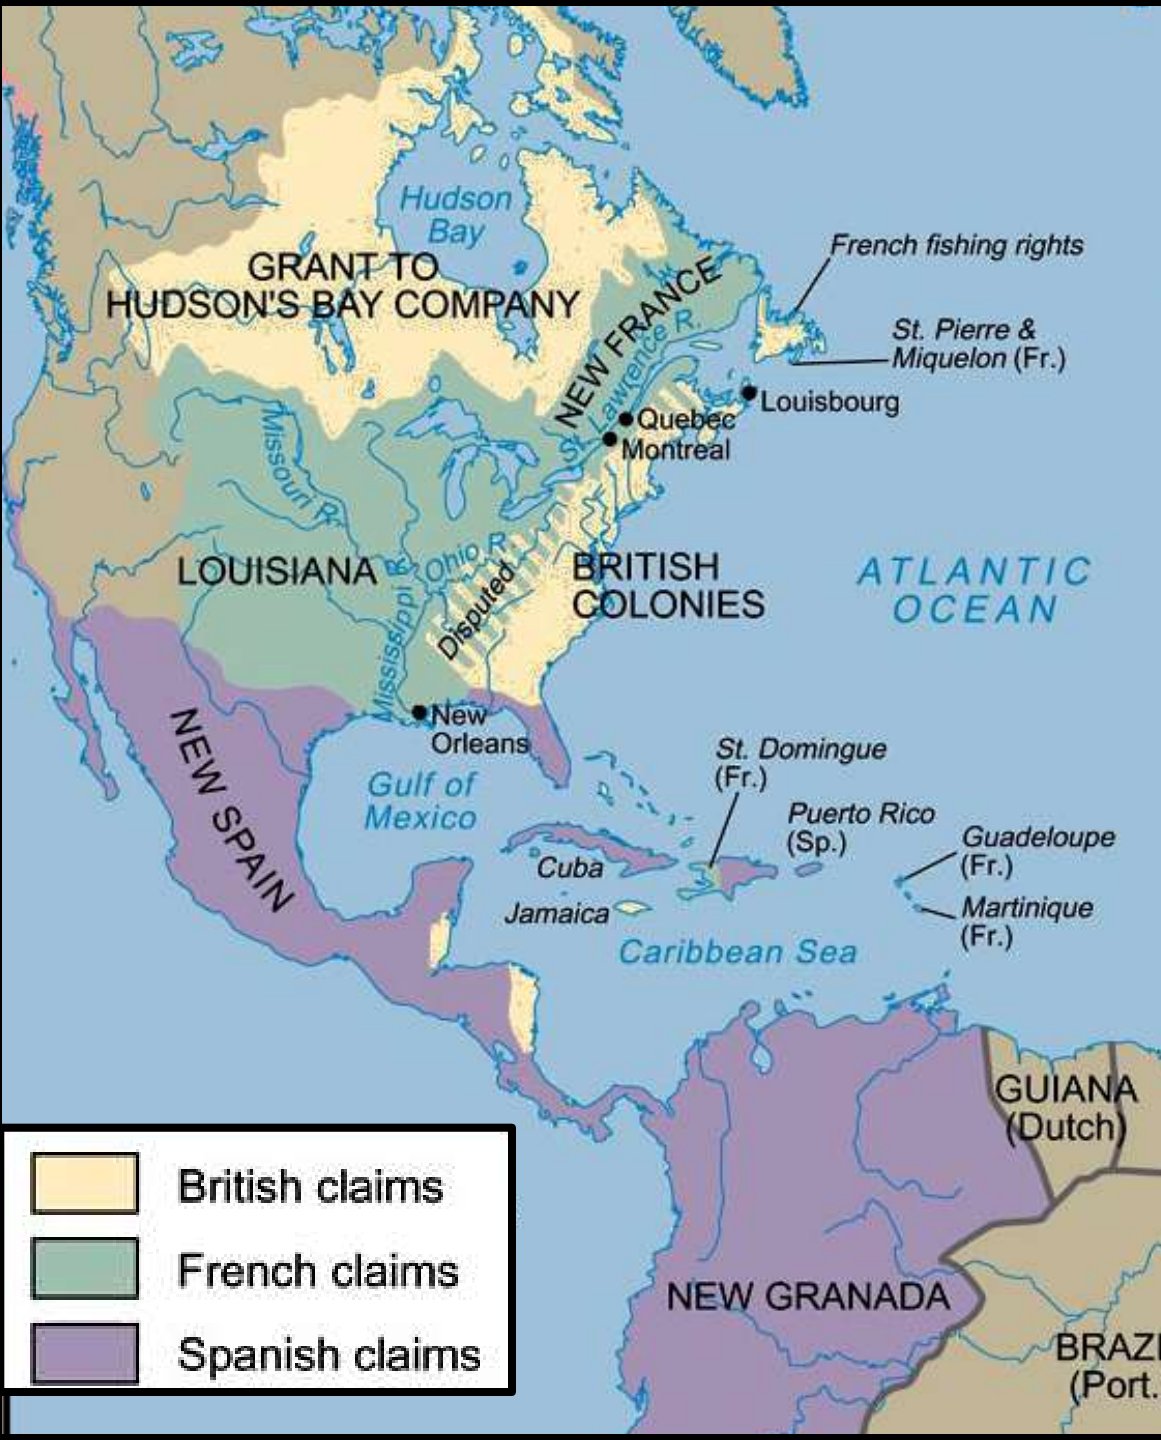 Hudson
Bay
GRANT TO
HUDSON'S BAY COMPANY
NEW FRANCE
St. Lawrence R.
French fishing rights
St. Pierre &
Miquelon (Fr.)
Louisbourg
Quebec
Montreal
Missouri R.
LOUISIANA
Ohio R.
Mississippi R.
Disputed
BRITISH
COLONIES
ATLANTIC
OCEAN
New
Orleans
NEW SPAIN
Gulf of
Mexico
St. Domingue
(Fr.)
Puerto Rico
(Sp.)
Cuba
Jamaica
Guadeloupe
(Fr.)
Martinique
(Fr.)
Caribbean Sea
GUIANA
(Dutch)
NEW GRANADA
BRAZI
(Port.
British claims
French claims
Spanish claims